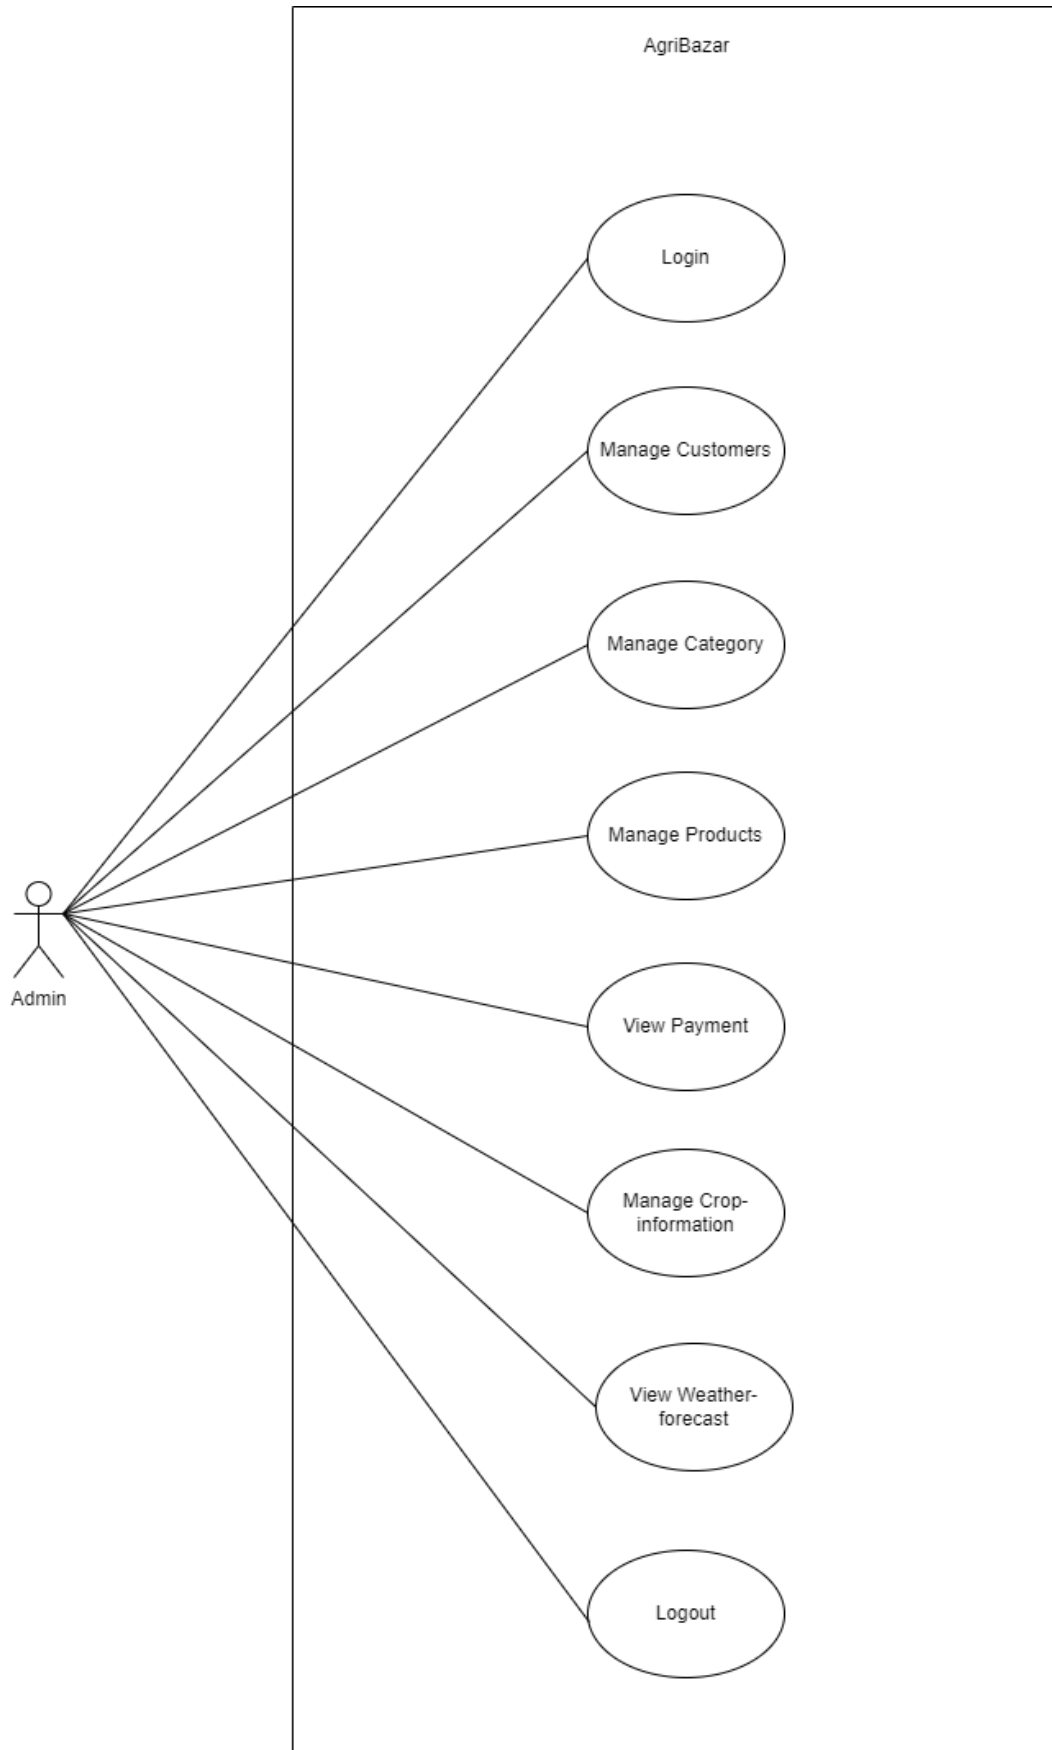 AgriBazar
Login
Manage Customers
Manage Category
Manage Products
Admin
View Payment
Manage Crop-
information
View Weather-
forecast
Logout